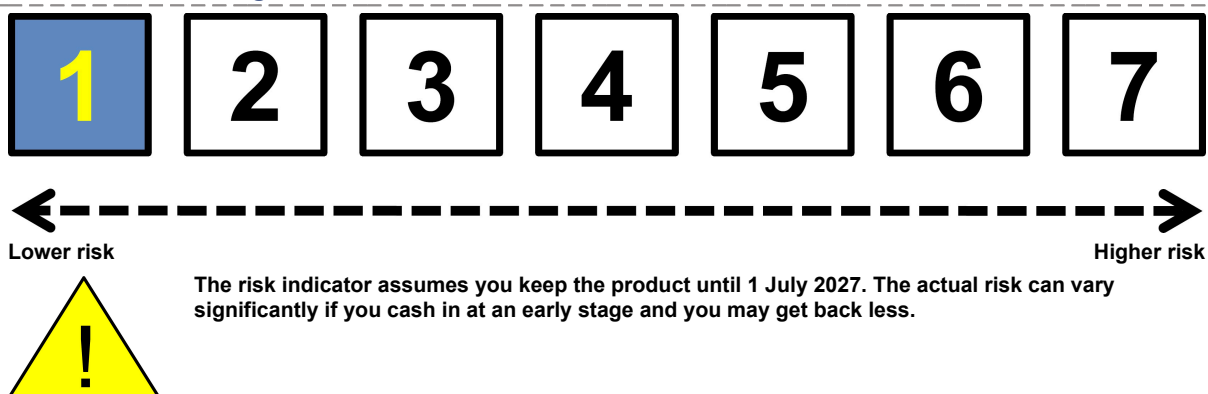 1 2 3 4 5 6 7
Lower risk Higher risk
The risk indicator assumes you keep the product until 1 July 2027. The actual risk can vary
significantly if you cash in at an early stage and you may get back less.
!